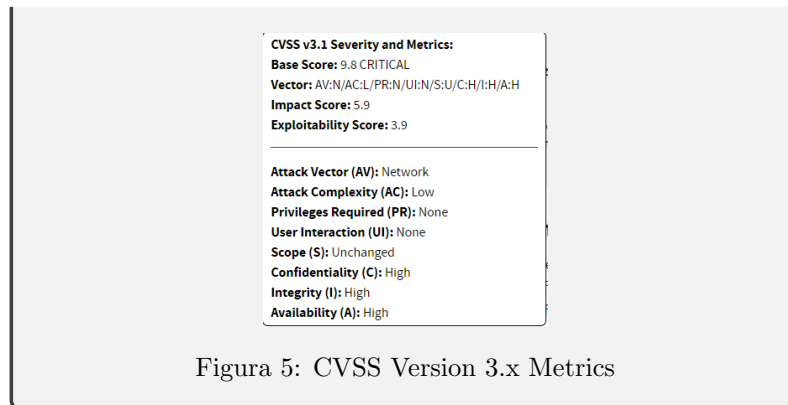 CVSS v3.1 Severity and Metrics:
Base Score: 9.8 CRITICAL
Vector: AV:N/AC:L/PR:N/UI:N/S:U/C:H/I:H/A:H
Impact Score: 5.9
Exploitability Score: 3.9
Attack Vector (AV): Network
Attack Complexity (AC): Low
Privileges Required (PR): None
User Interaction (UI): None
Scope (S): Unchanged
Confidentiality (C): High
Integrity (I): High
Availability (A): High
Figura 5: CVSS Version 3.x Metrics